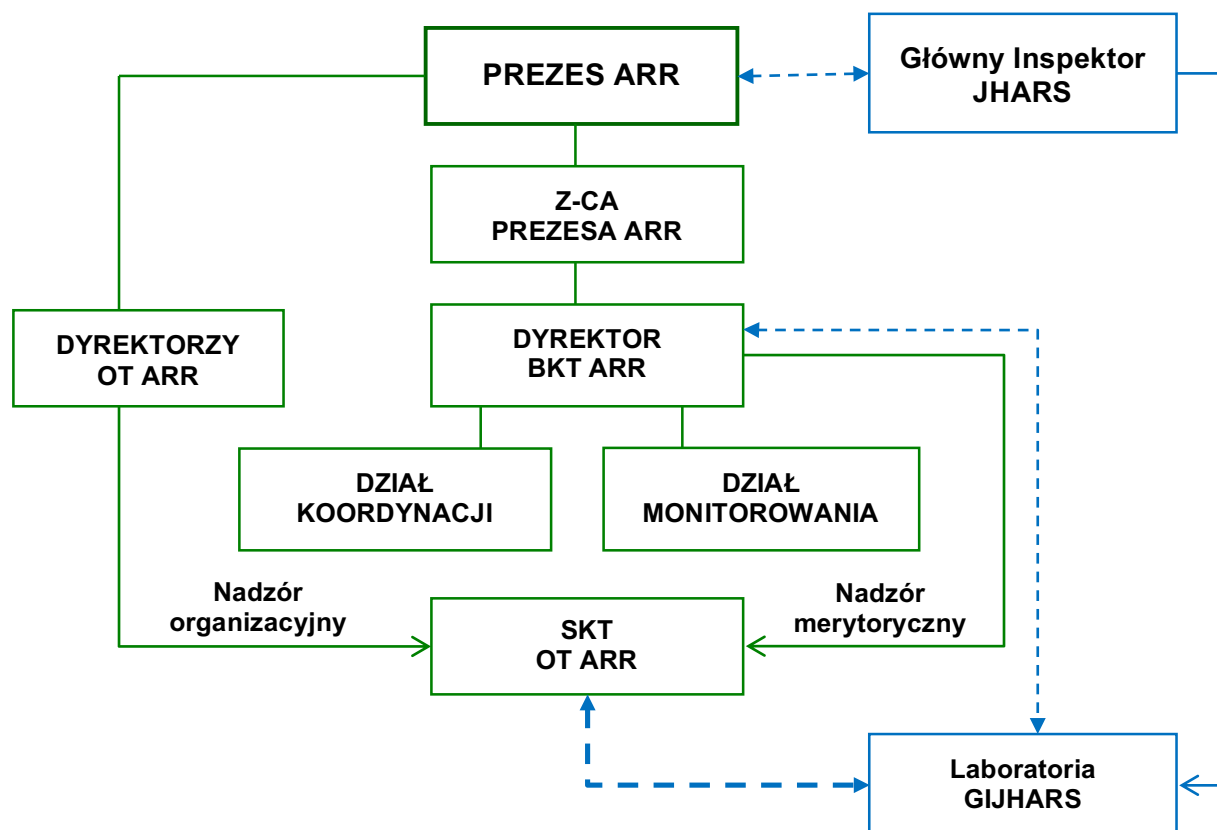 PREZES ARR
Główny Inspektor
JHARS
Z-CA
PREZESA ARR
DYREKTORZY
OT ARR
DYREKTOR
BKT ARR
DZIAŁ
KOORDYNACJI
DZIAŁ
MONITOROWANIA
Nadzór
organizacyjny
SKT
OT ARR
Nadzór
merytoryczny
Laboratoria
GIJHARS